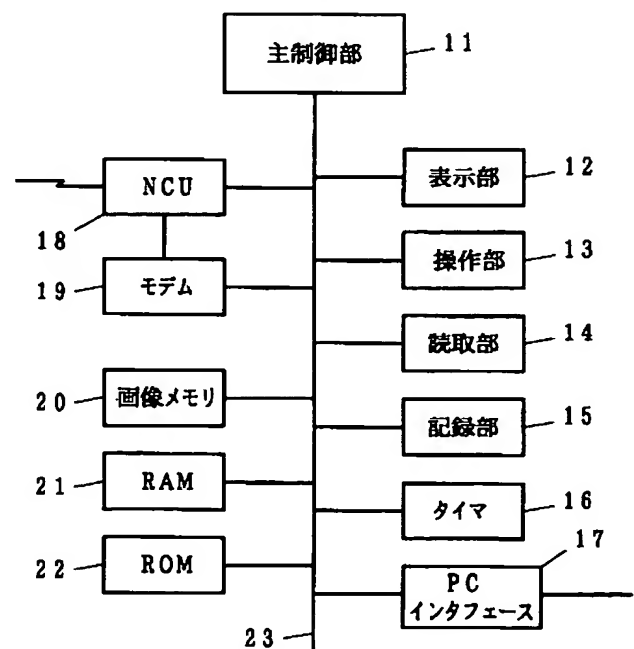 主制御部
11
NCU
18
表示部
12
操作部
13
モデム
19
読取部
14
画像メモリ
20
記録部
15
RAM
21
タイマ
16
ROM
22
PC
インタフェース
17
23